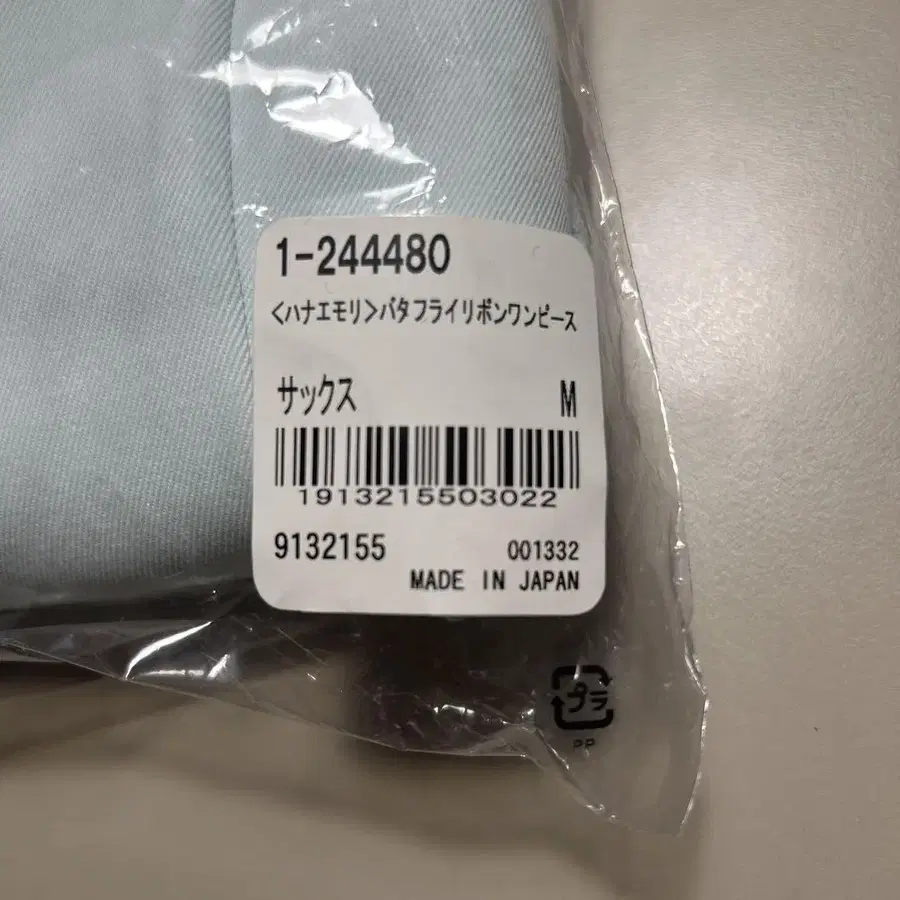 1-244480
<ハナエモリ>バタフライリボンワンピース
サックス M
1913215503022
9132155 001332
MADE IN JAPAN
プラ
PP